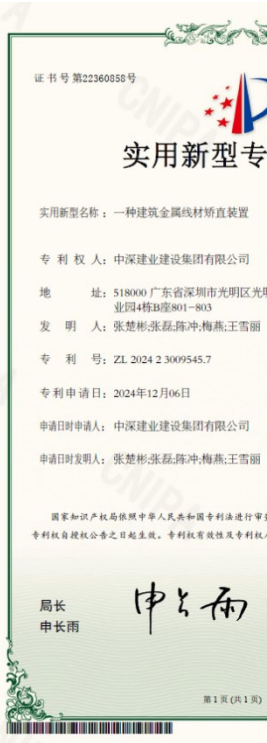 证书号第22360858号
实用新型专
实用新型名称：一种建筑金属线材矫直装置
专利权人：中深建业建设集团有限公司
地址：518000 广东省深圳市光明区光明
业园4栋B座801-803
发明人：张楚彬;张磊;陈冲;梅燕;王雪丽
专利号：ZL 2024 2 3009545.7
专利申请日：2024年12月06日
申请日时申请人：中深建业建设集团有限公司
申请日时发明人：张楚彬;张磊;陈冲;梅燕;王雪丽
国家知识产权局依照中华人民共和国专利法进行审
专利权自授权公告之日起生效。专利权有效性及专利权人
局长
申长雨
申长雨
第1页(共1页)
CNIPA